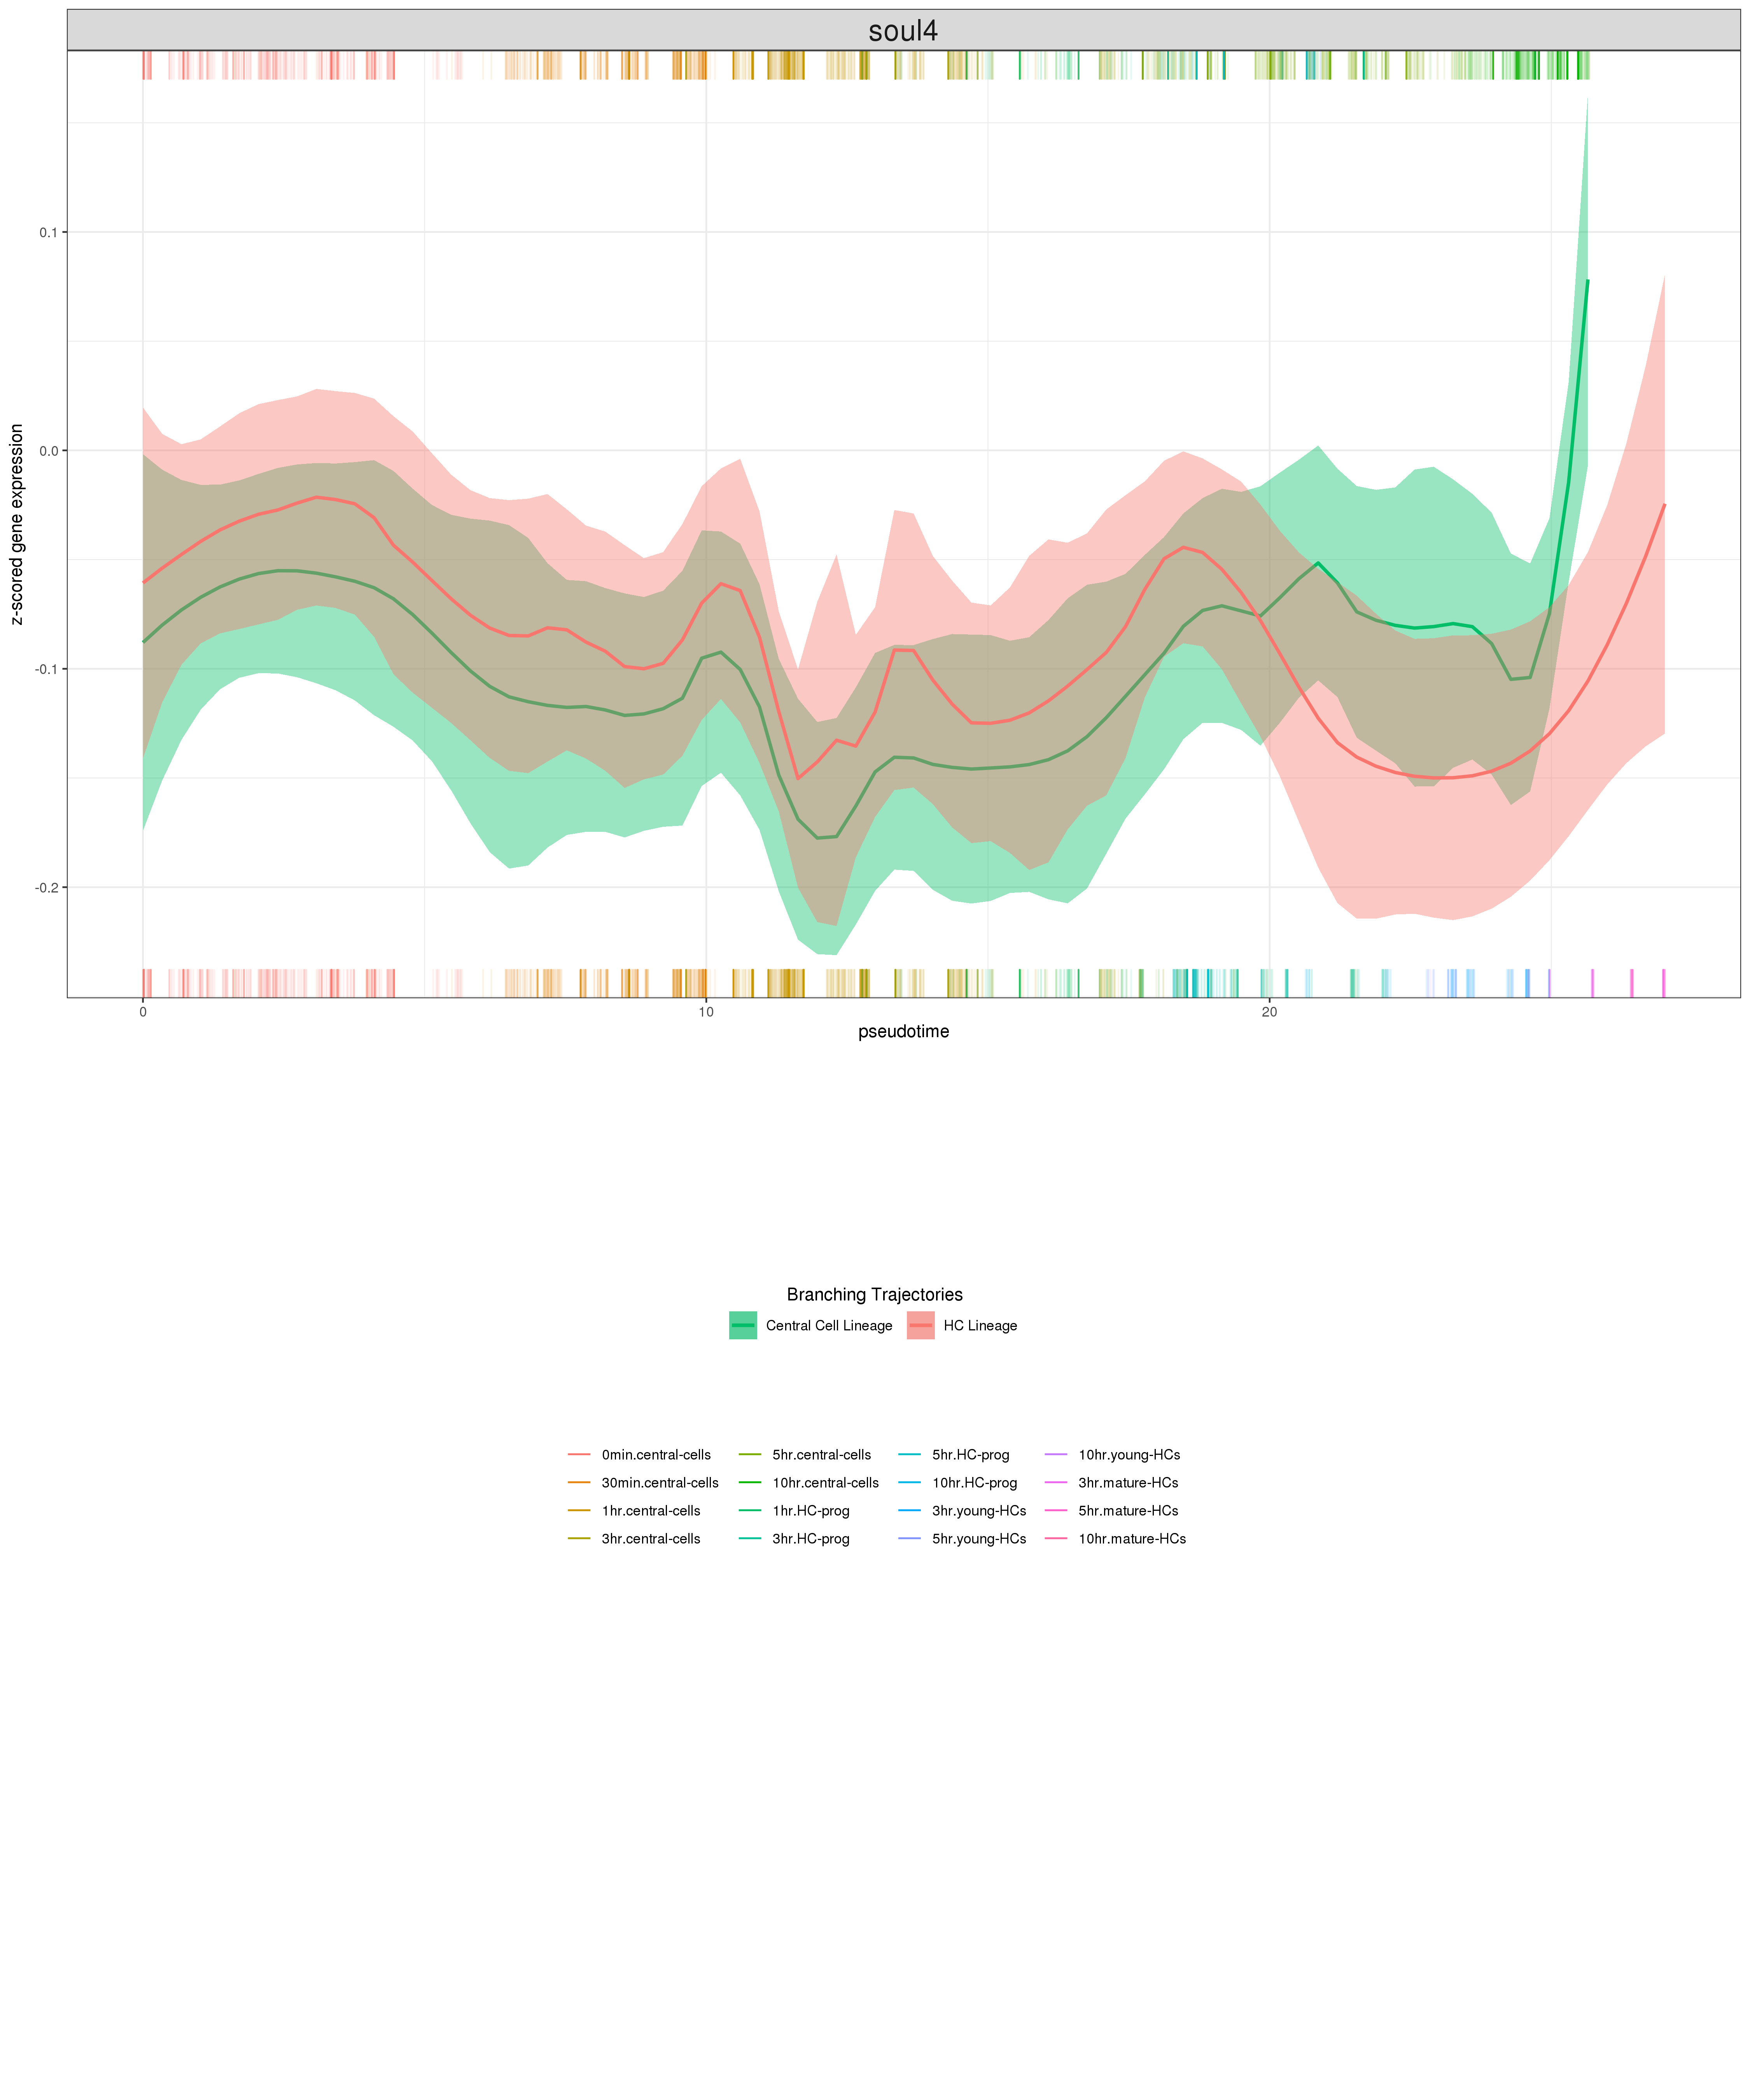 soul4
0.1
0.0
-0.1
-0.2
z-scored gene expression
0 10 20
pseudotime
Branching Trajectories
Central Cell Lineage HC Lineage
0min.central-cells 5hr.central-cells 5hr.HC-prog 10hr.young-HCs
30min.central-cells 10hr.central-cells 10hr.HC-prog 3hr.mature-HCs
1hr.central-cells 1hr.HC-prog 3hr.young-HCs 5hr.mature-HCs
3hr.central-cells 3hr.HC-prog 5hr.young-HCs 10hr.mature-HCs